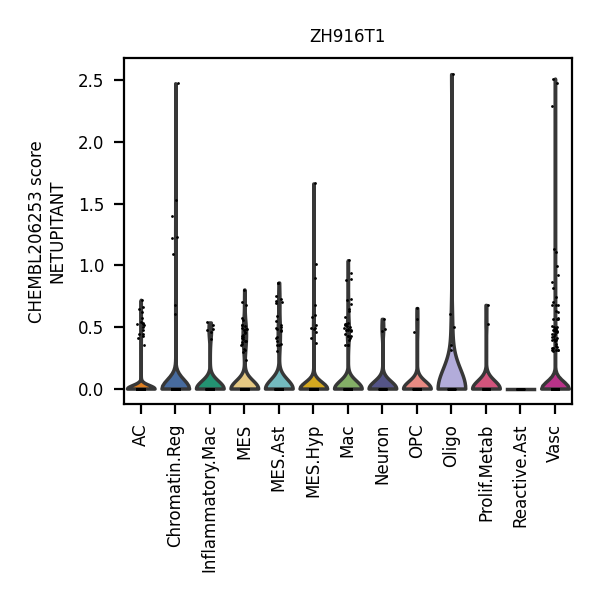 ZH916T1
CHEMBL206253 score
NETUPITANT
2.5
2.0
1.5
1.0
0.5
0.0
AC
Chromatin.Reg
Inflammatory.Mac
MES
MES.Ast
MES.Hyp
Mac
Neuron
OPC
Oligo
Prolif.Metab
Reactive.Ast
Vasc